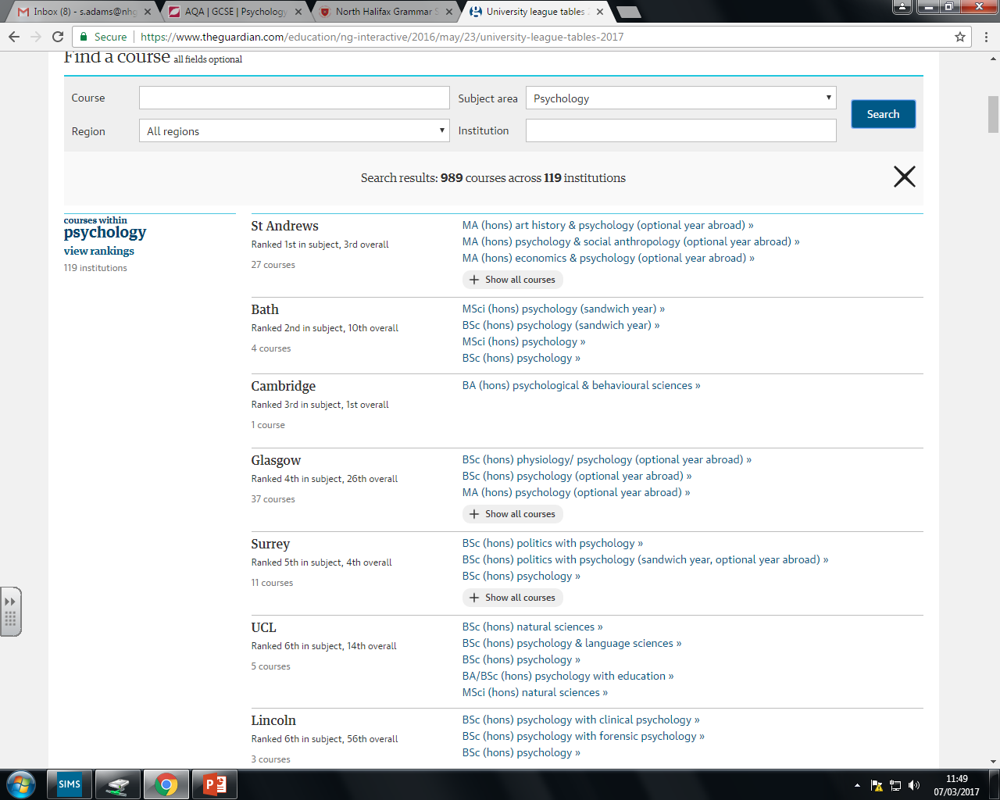 Inbox (8) - s.adams@nhg
AQA | GCSE | Psychology
North Halifax Grammar S
University league tables
Secure
https://www.theguardian.com/education/ng-interactive/2016/may/23/university-league-tables-2017
Find a course all fields optional
Course
Subject area Psychology
Search
Region All regions
Institution
Search results: 989 courses across 119 institutions
courses within
psychology
view rankings
119 institutions
St Andrews
Ranked 1st in subject, 3rd overall
27 courses
MA (hons) art history & psychology (optional year abroad) »
MA (hons) psychology & social anthropology (optional year abroad) »
MA (hons) economics & psychology (optional year abroad) »
+ Show all courses
Bath
Ranked 2nd in subject, 10th overall
4 courses
MSci (hons) psychology (sandwich year) »
BSc (hons) psychology (sandwich year) »
MSci (hons) psychology »
BSc (hons) psychology »
Cambridge
Ranked 3rd in subject, 1st overall
1 course
BA (hons) psychological & behavioural sciences »
Glasgow
Ranked 4th in subject, 26th overall
37 courses
BSc (hons) physiology/ psychology (optional year abroad) »
BSc (hons) psychology (optional year abroad) »
MA (hons) psychology (optional year abroad) »
+ Show all courses
Surrey
Ranked 5th in subject, 4th overall
11 courses
BSc (hons) politics with psychology »
BSc (hons) politics with psychology (sandwich year, optional year abroad) »
BSc (hons) psychology »
+ Show all courses
UCL
Ranked 6th in subject, 14th overall
5 courses
BSc (hons) natural sciences »
BSc (hons) psychology & language sciences »
BSc (hons) psychology »
BA/BSc (hons) psychology with education »
MSci (hons) natural sciences »
Lincoln
Ranked 6th in subject, 56th overall
3 courses
BSc (hons) psychology with clinical psychology »
BSc (hons) psychology with forensic psychology »
BSc (hons) psychology »
SIMS
11:49
07/03/2017